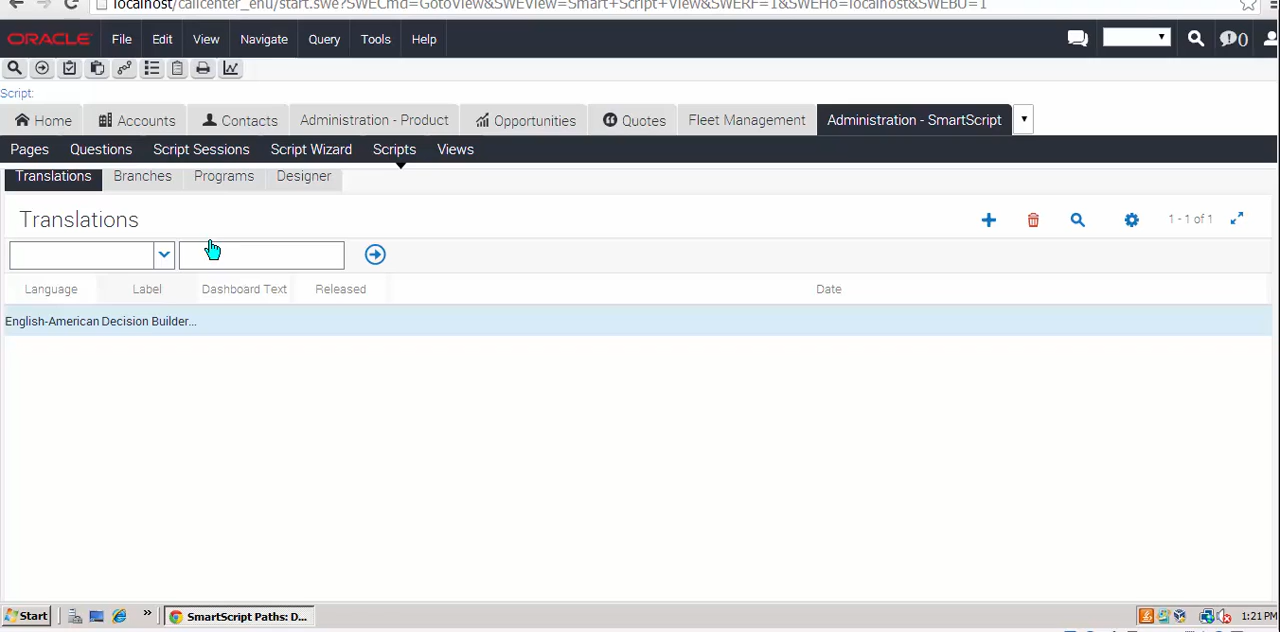 localhost/callcenter_enu/start.swe?SWECmd=GotoView&SWEView=Smart+Script+View&SWERF=1&SWEHo=localhost&SWEBU=1
ORACLE File Edit View Navigate Query Tools Help 0
Script:
Home Accounts Contacts Administration - Product Opportunities Quotes Fleet Management Administration - SmartScript
Pages Questions Script Sessions Script Wizard Scripts Views
Translations Branches Programs Designer
Translations 1 - 1 of 1
Language Label Dashboard Text Released Date
English-American Decision Builder...
Start » SmartScript Paths: D... 1:21 PM